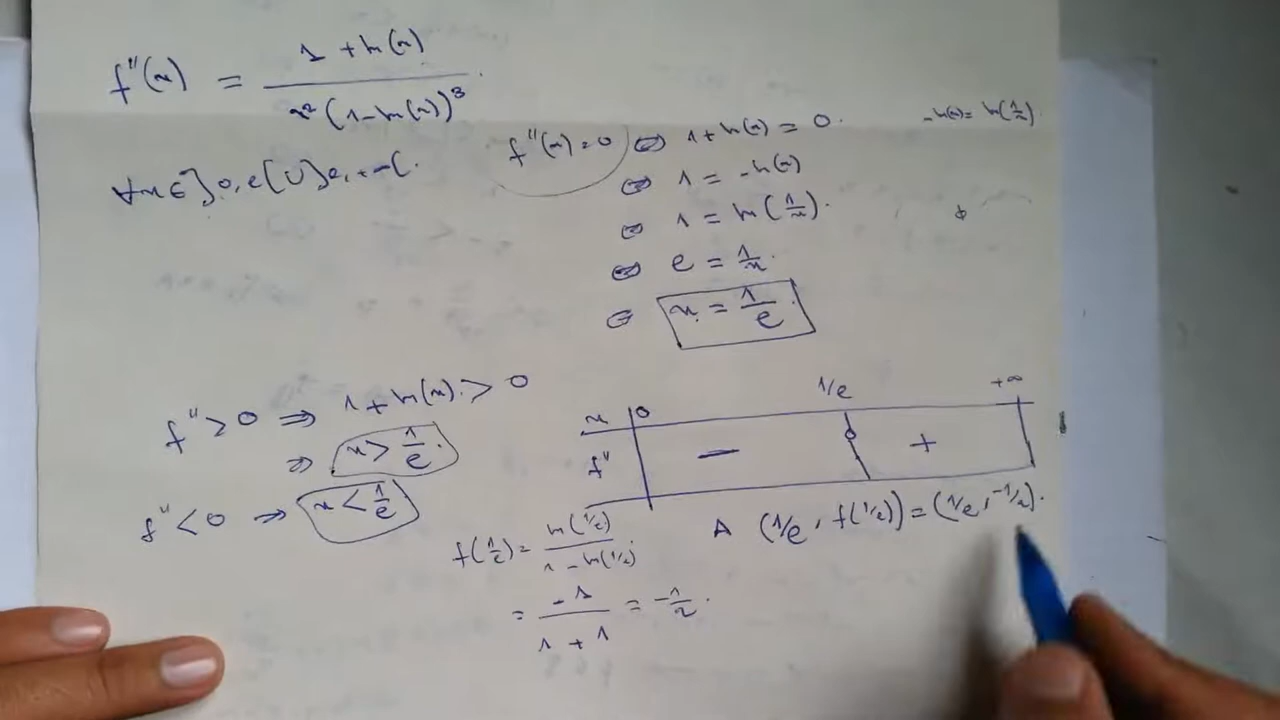 f''(x) = (1 + ln(x)) / (x²(1-ln(x))³)
∀x ∈ ]0, e[ U ]e, +∞[.
f''(x) = 0 ⇔ 1 + ln(x) = 0.
-ln(x) = ln(1/x)
⇔ 1 = -ln(x)
⇔ 1 = ln(1/x).
⇔ e = 1/x.
⇔ x = 1/e
f'' > 0 ⇒ 1 + ln(x) > 0
⇒ x > 1/e
f'' < 0 ⇒ x < 1/e
x 0 1/e +∞
f'' - +
A (1/e, f(1/e)) = (1/e, -1/2).
f(1/e) = ln(1/e) / (1 - ln(1/e))
= -1 / (1 + 1) = -1/2.